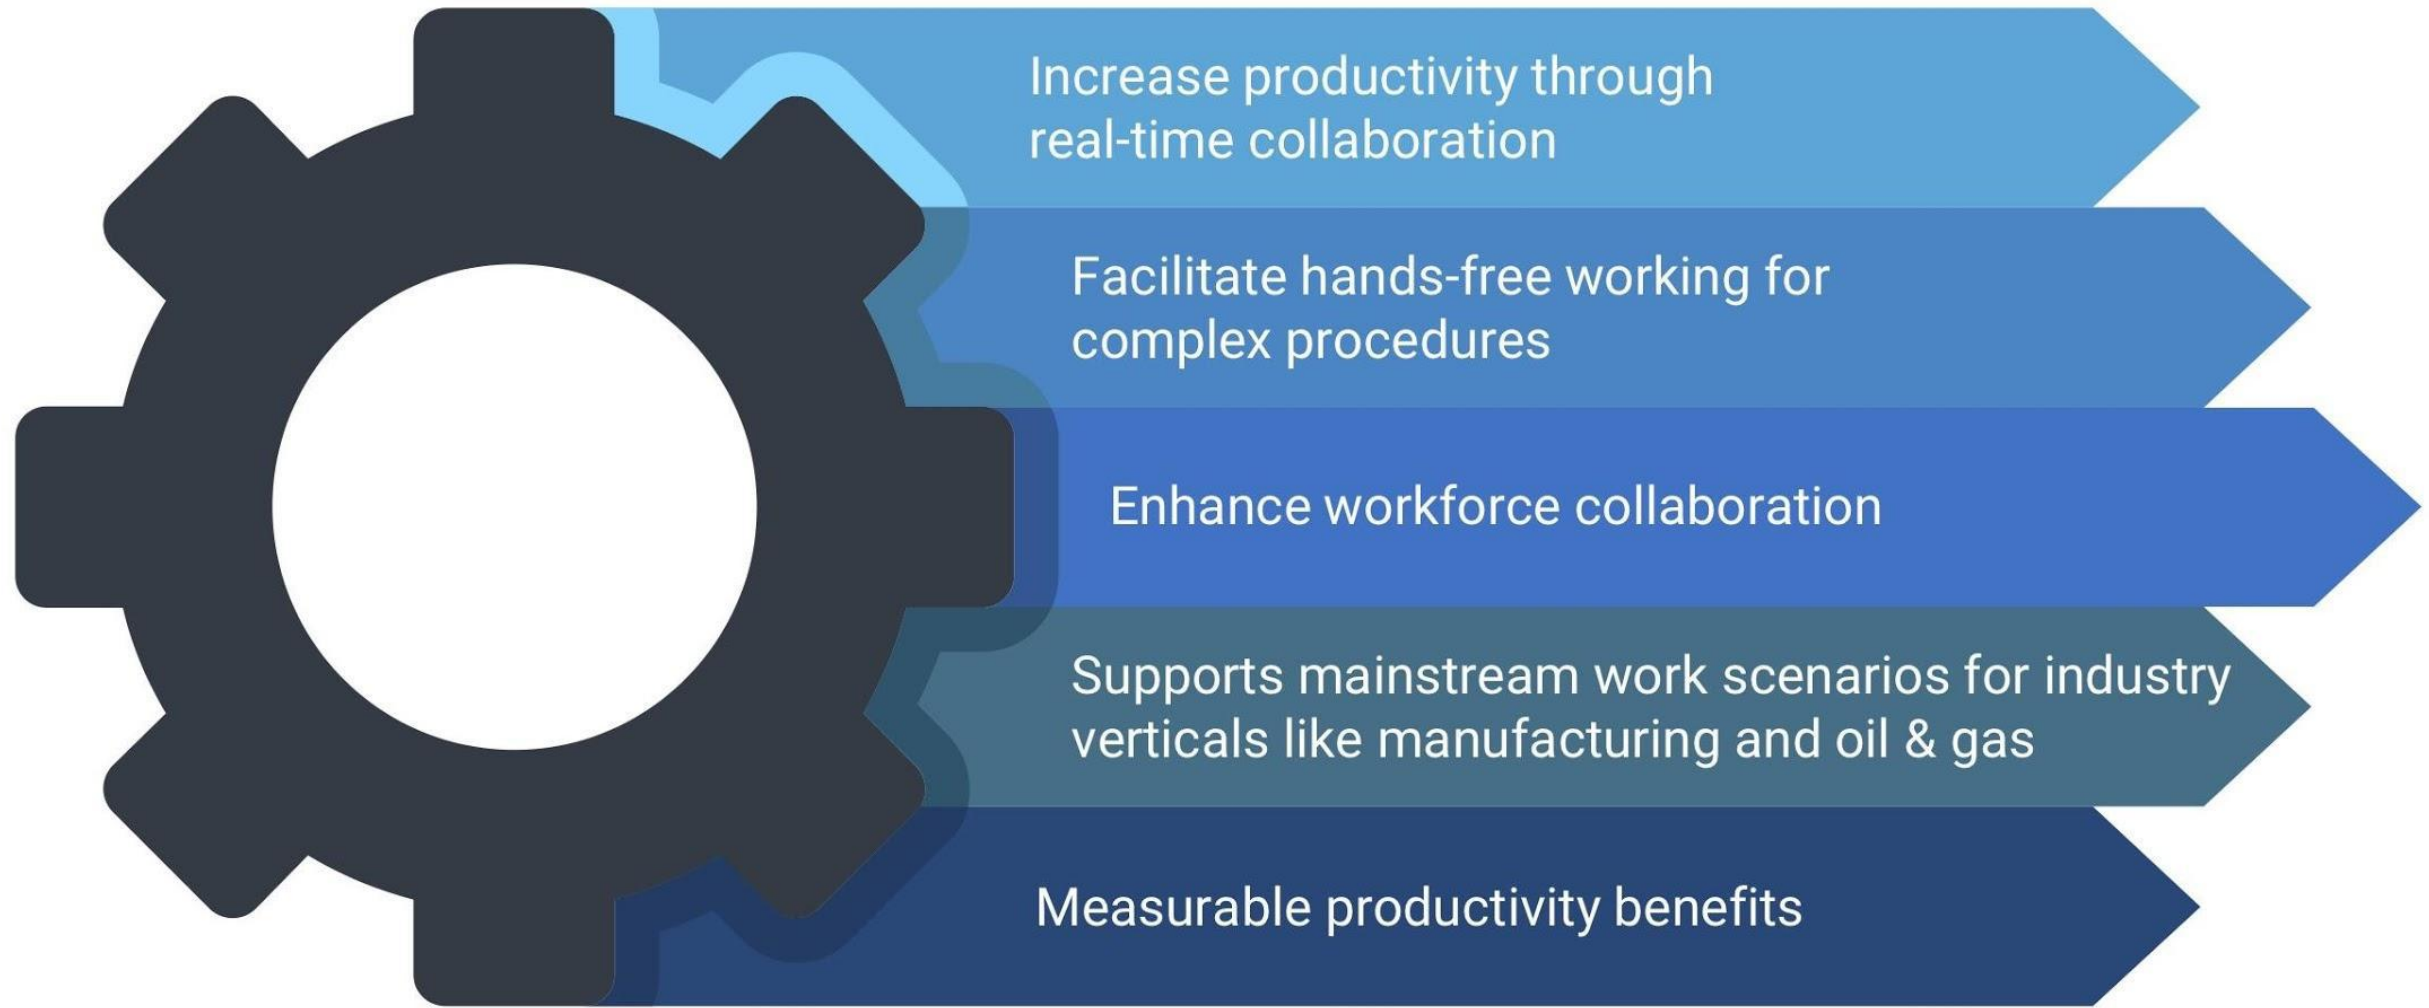 Increase productivity through
real-time collaboration
Facilitate hands-free working for
complex procedures
Enhance workforce collaboration
Supports mainstream work scenarios for industry
verticals like manufacturing and oil & gas
Measurable productivity benefits